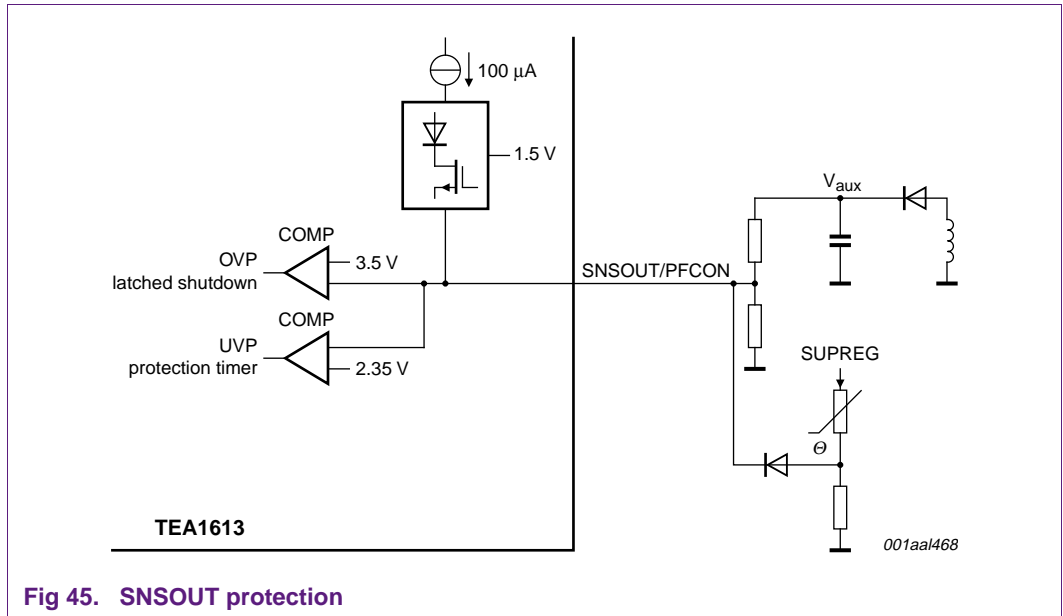 100 μA
1.5 V
V_aux
COMP
OVP
latched shutdown
3.5 V
SNSOUT/PFCON
COMP
UVP
protection timer
2.35 V
SUPREG
Θ
TEA1613
001aal468
Fig 45. SNSOUT protection